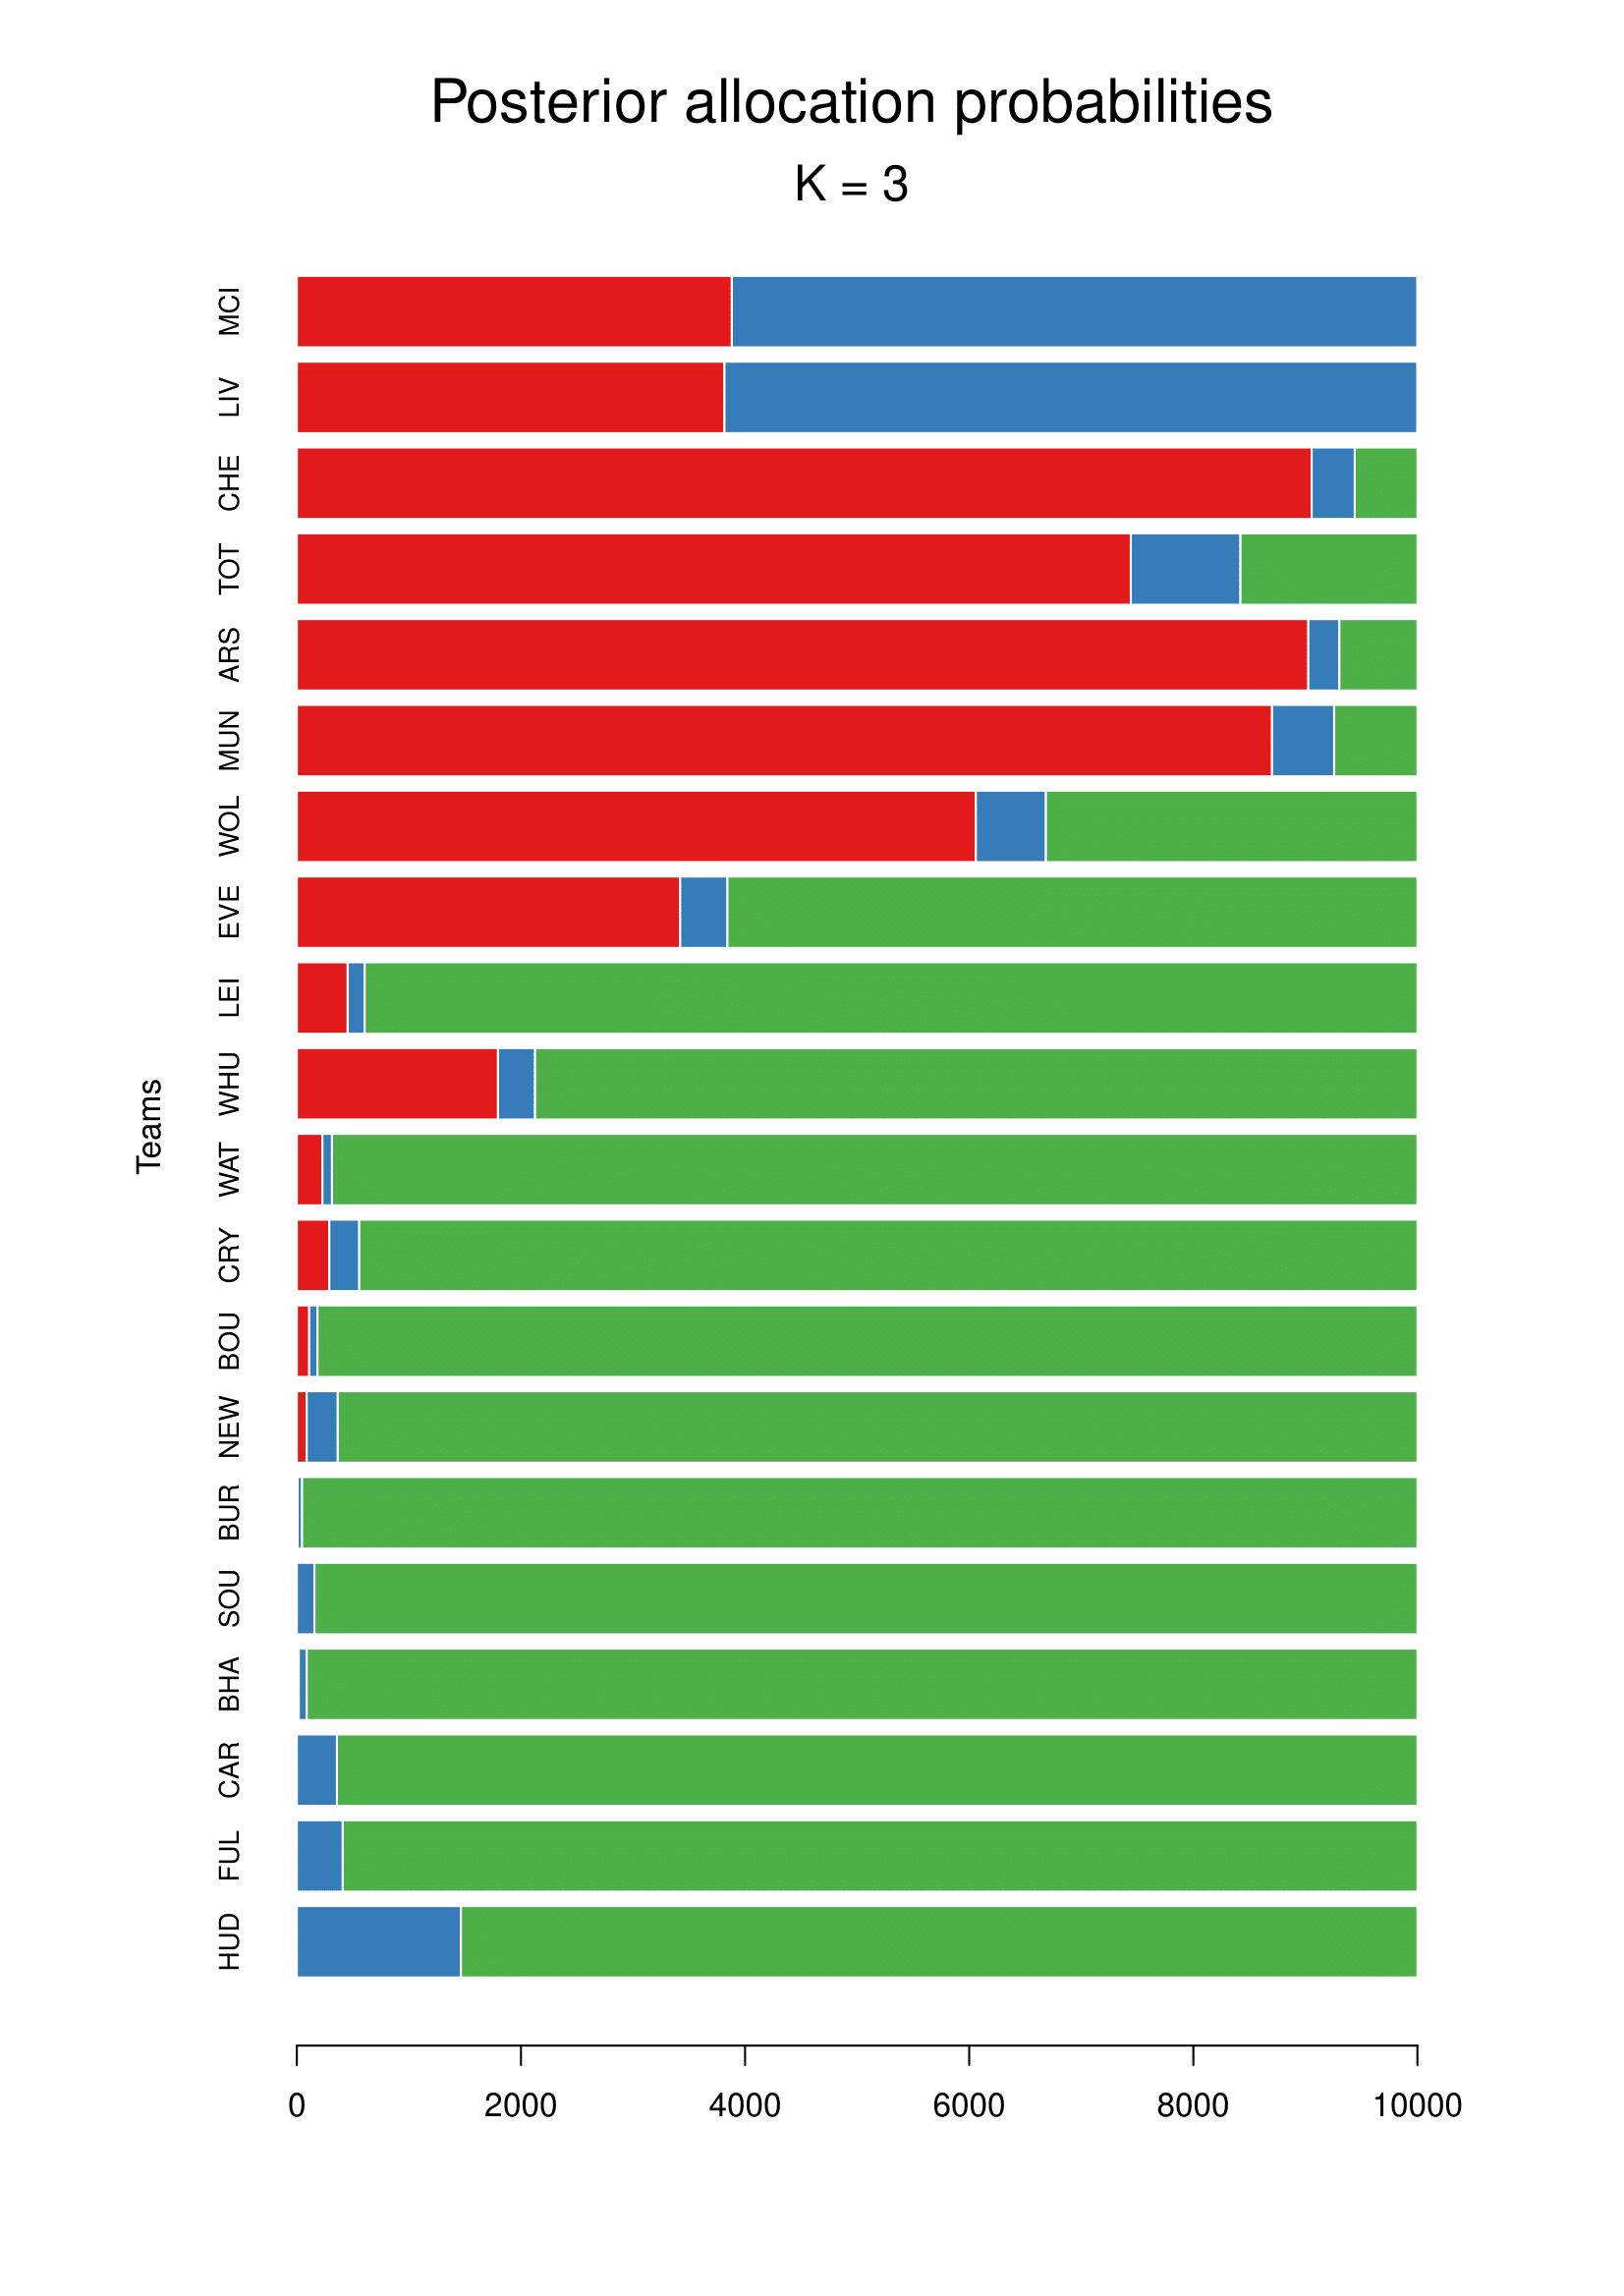 Posterior allocation probabilities
K = 3
MCI
LIV
CHE
TOT
ARS
MUN
WOL
EVE
LEI
WHU
WAT
CRY
BOU
NEW
BUR
SOU
BHA
CAR
FUL
HUD
Teams
0 2000 4000 6000 8000 10000